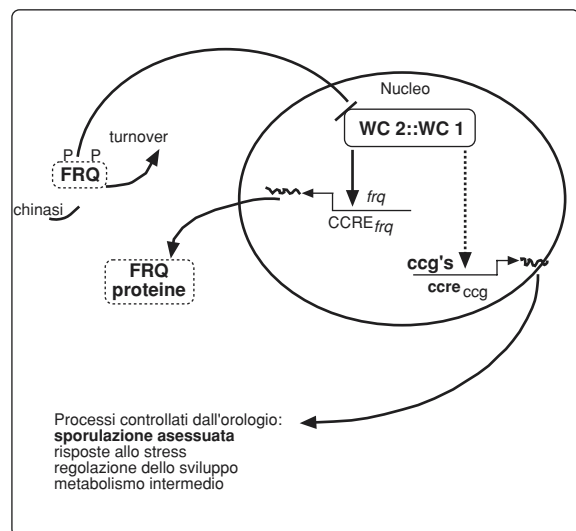 Nucleo
WC 2::WC 1
turnover
P P
FRQ
chinasi
frq
CCRE frq
FRQ
proteine
ccg's
ccre ccg
Processi controllati dall'orologio:
sporulazione asessuata
risposte allo stress
regolazione dello sviluppo
metabolismo intermedio